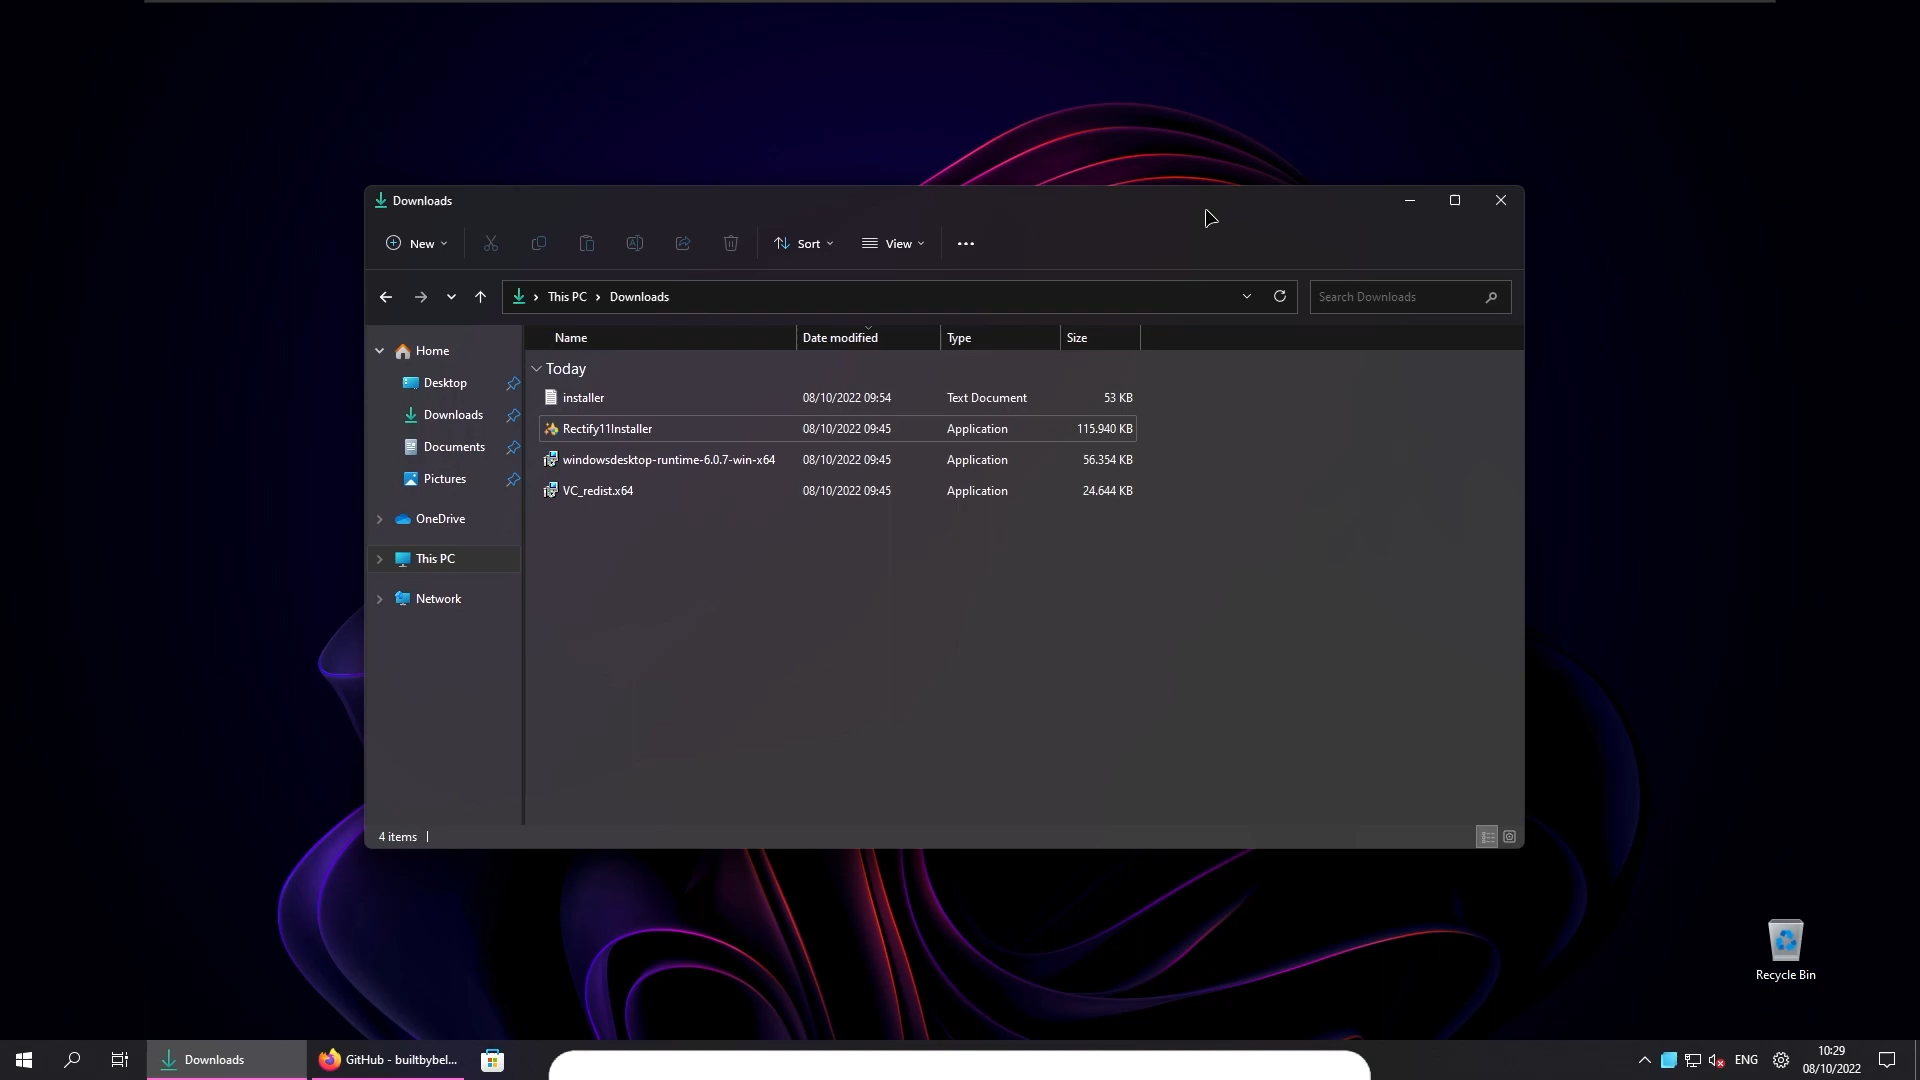 Downloads
New
Sort
View
This PC
Downloads
Search Downloads
Name
Date modified
Type
Size
Home
Desktop
Downloads
Documents
Pictures
OneDrive
This PC
Network
Today
installer 08/10/2022 09:54 Text Document 53 KB
Rectify11Installer 08/10/2022 09:45 Application 115.940 KB
windowsdesktop-runtime-6.0.7-win-x64 08/10/2022 09:45 Application 56.354 KB
VC_redist.x64 08/10/2022 09:45 Application 24.644 KB
4 items
Recycle Bin
Downloads
GitHub - builtbybel...
ENG
10:29
08/10/2022